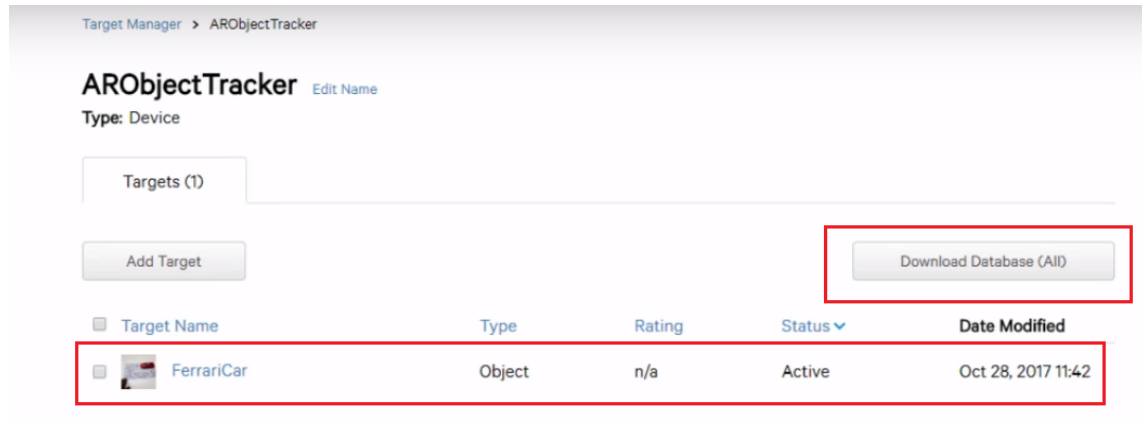 Target Manager > ARObjectTracker
ARObjectTracker Edit Name
Type: Device
Targets (1)
Add Target Download Database (All)
Target Name Type Rating Status Date Modified
FerrariCar Object n/a Active Oct 28, 2017 11:42